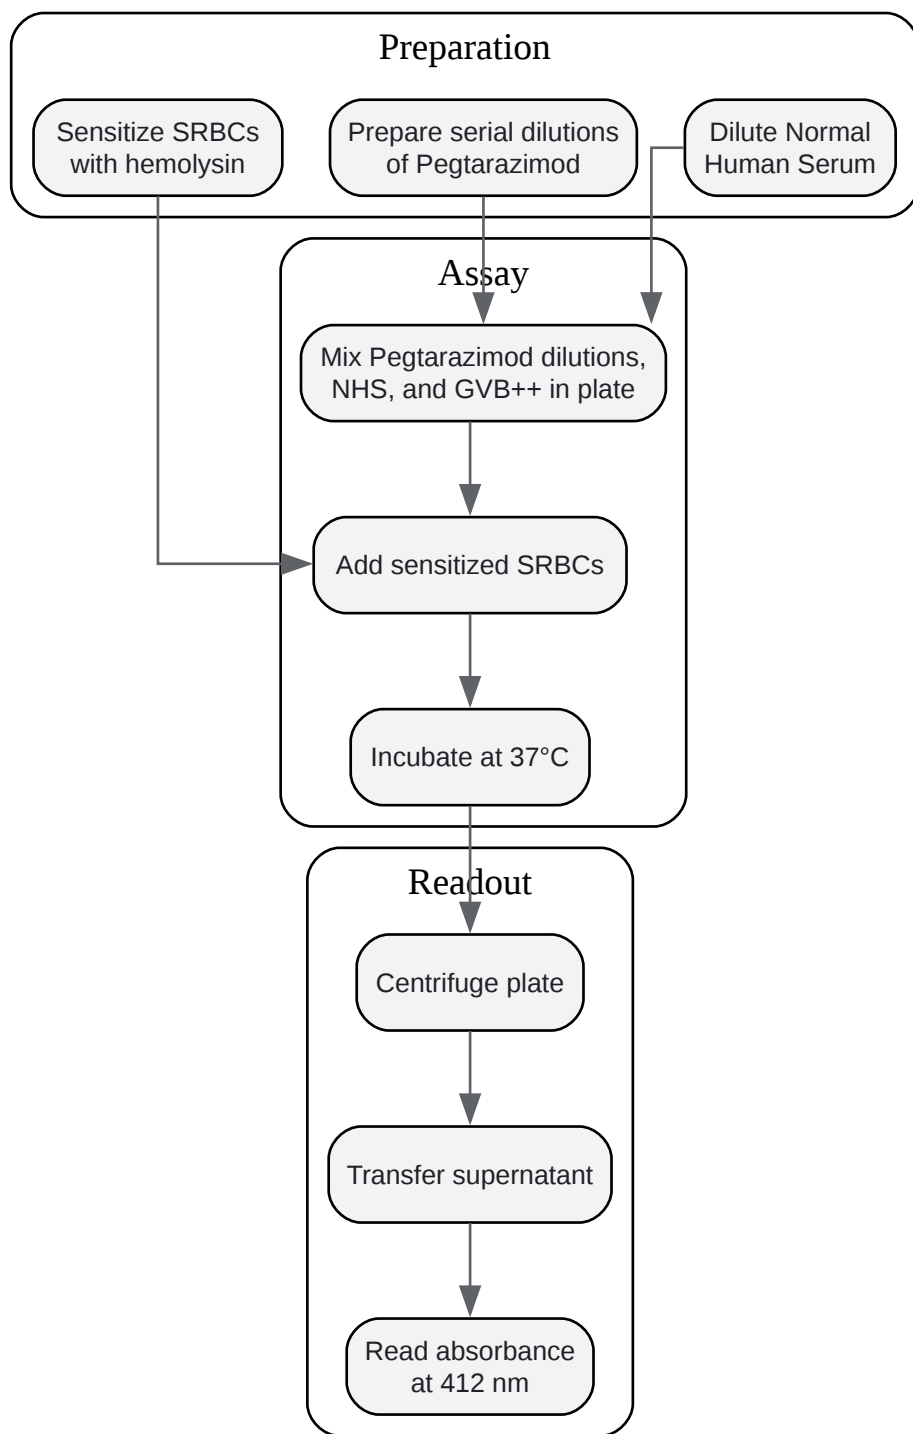 Preparation
Sensitize SRBCs
with hemolysin
Prepare serial dilutions
of Pegtarazimod
Dilute Normal
Human Serum
Assay
Mix Pegtarazimod dilutions,
NHS, and GVB++ in plate
Add sensitized SRBCs
Incubate at 37°C
Readout
Centrifuge plate
Transfer supernatant
Read absorbance
at 412 nm